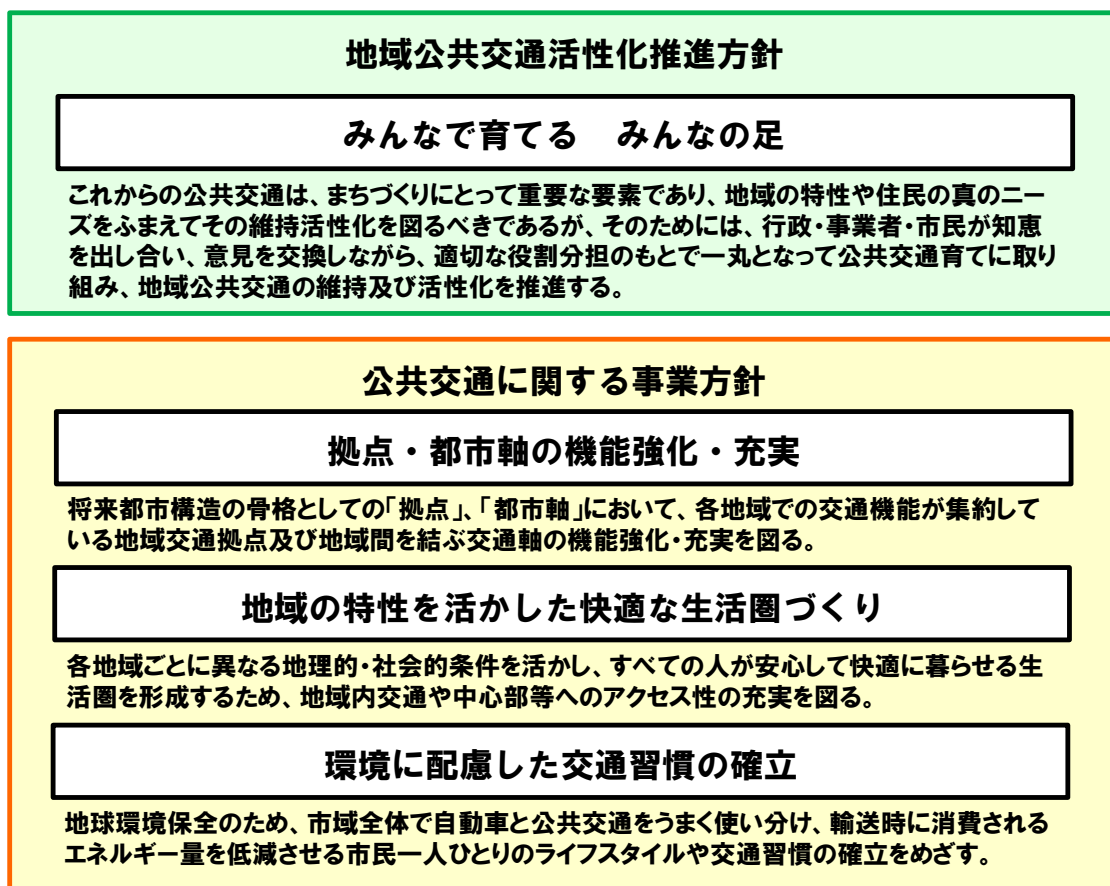 地域公共交通活性化推進方針
みんなで育てる　みんなの足
これからの公共交通は、まちづくりにとって重要な要素であり、地域の特性や住民の真のニー
ズをふまえてその維持活性化を図るべきであるが、そのためには、行政・事業者・市民が知恵
を出し合い、意見を交換しながら、適切な役割分担のもとで一丸となって公共交通育てに取り
組み、地域公共交通の維持及び活性化を推進する。
公共交通に関する事業方針
拠点・都市軸の機能強化・充実
将来都市構造の骨格としての「拠点」、「都市軸」において、各地域での交通機能が集約して
いる地域交通拠点及び地域間を結ぶ交通軸の機能強化・充実を図る。
地域の特性を活かした快適な生活圏づくり
各地域ごとに異なる地理的・社会的条件を活かし、すべての人が安心して快適に暮らせる生
活圏を形成するため、地域内交通や中心部等へのアクセス性の充実を図る。
環境に配慮した交通習慣の確立
地球環境保全のため、市域全体で自動車と公共交通をうまく使い分け、輸送時に消費される
エネルギー量を低減させる市民一人ひとりのライフスタイルや交通習慣の確立をめざす。